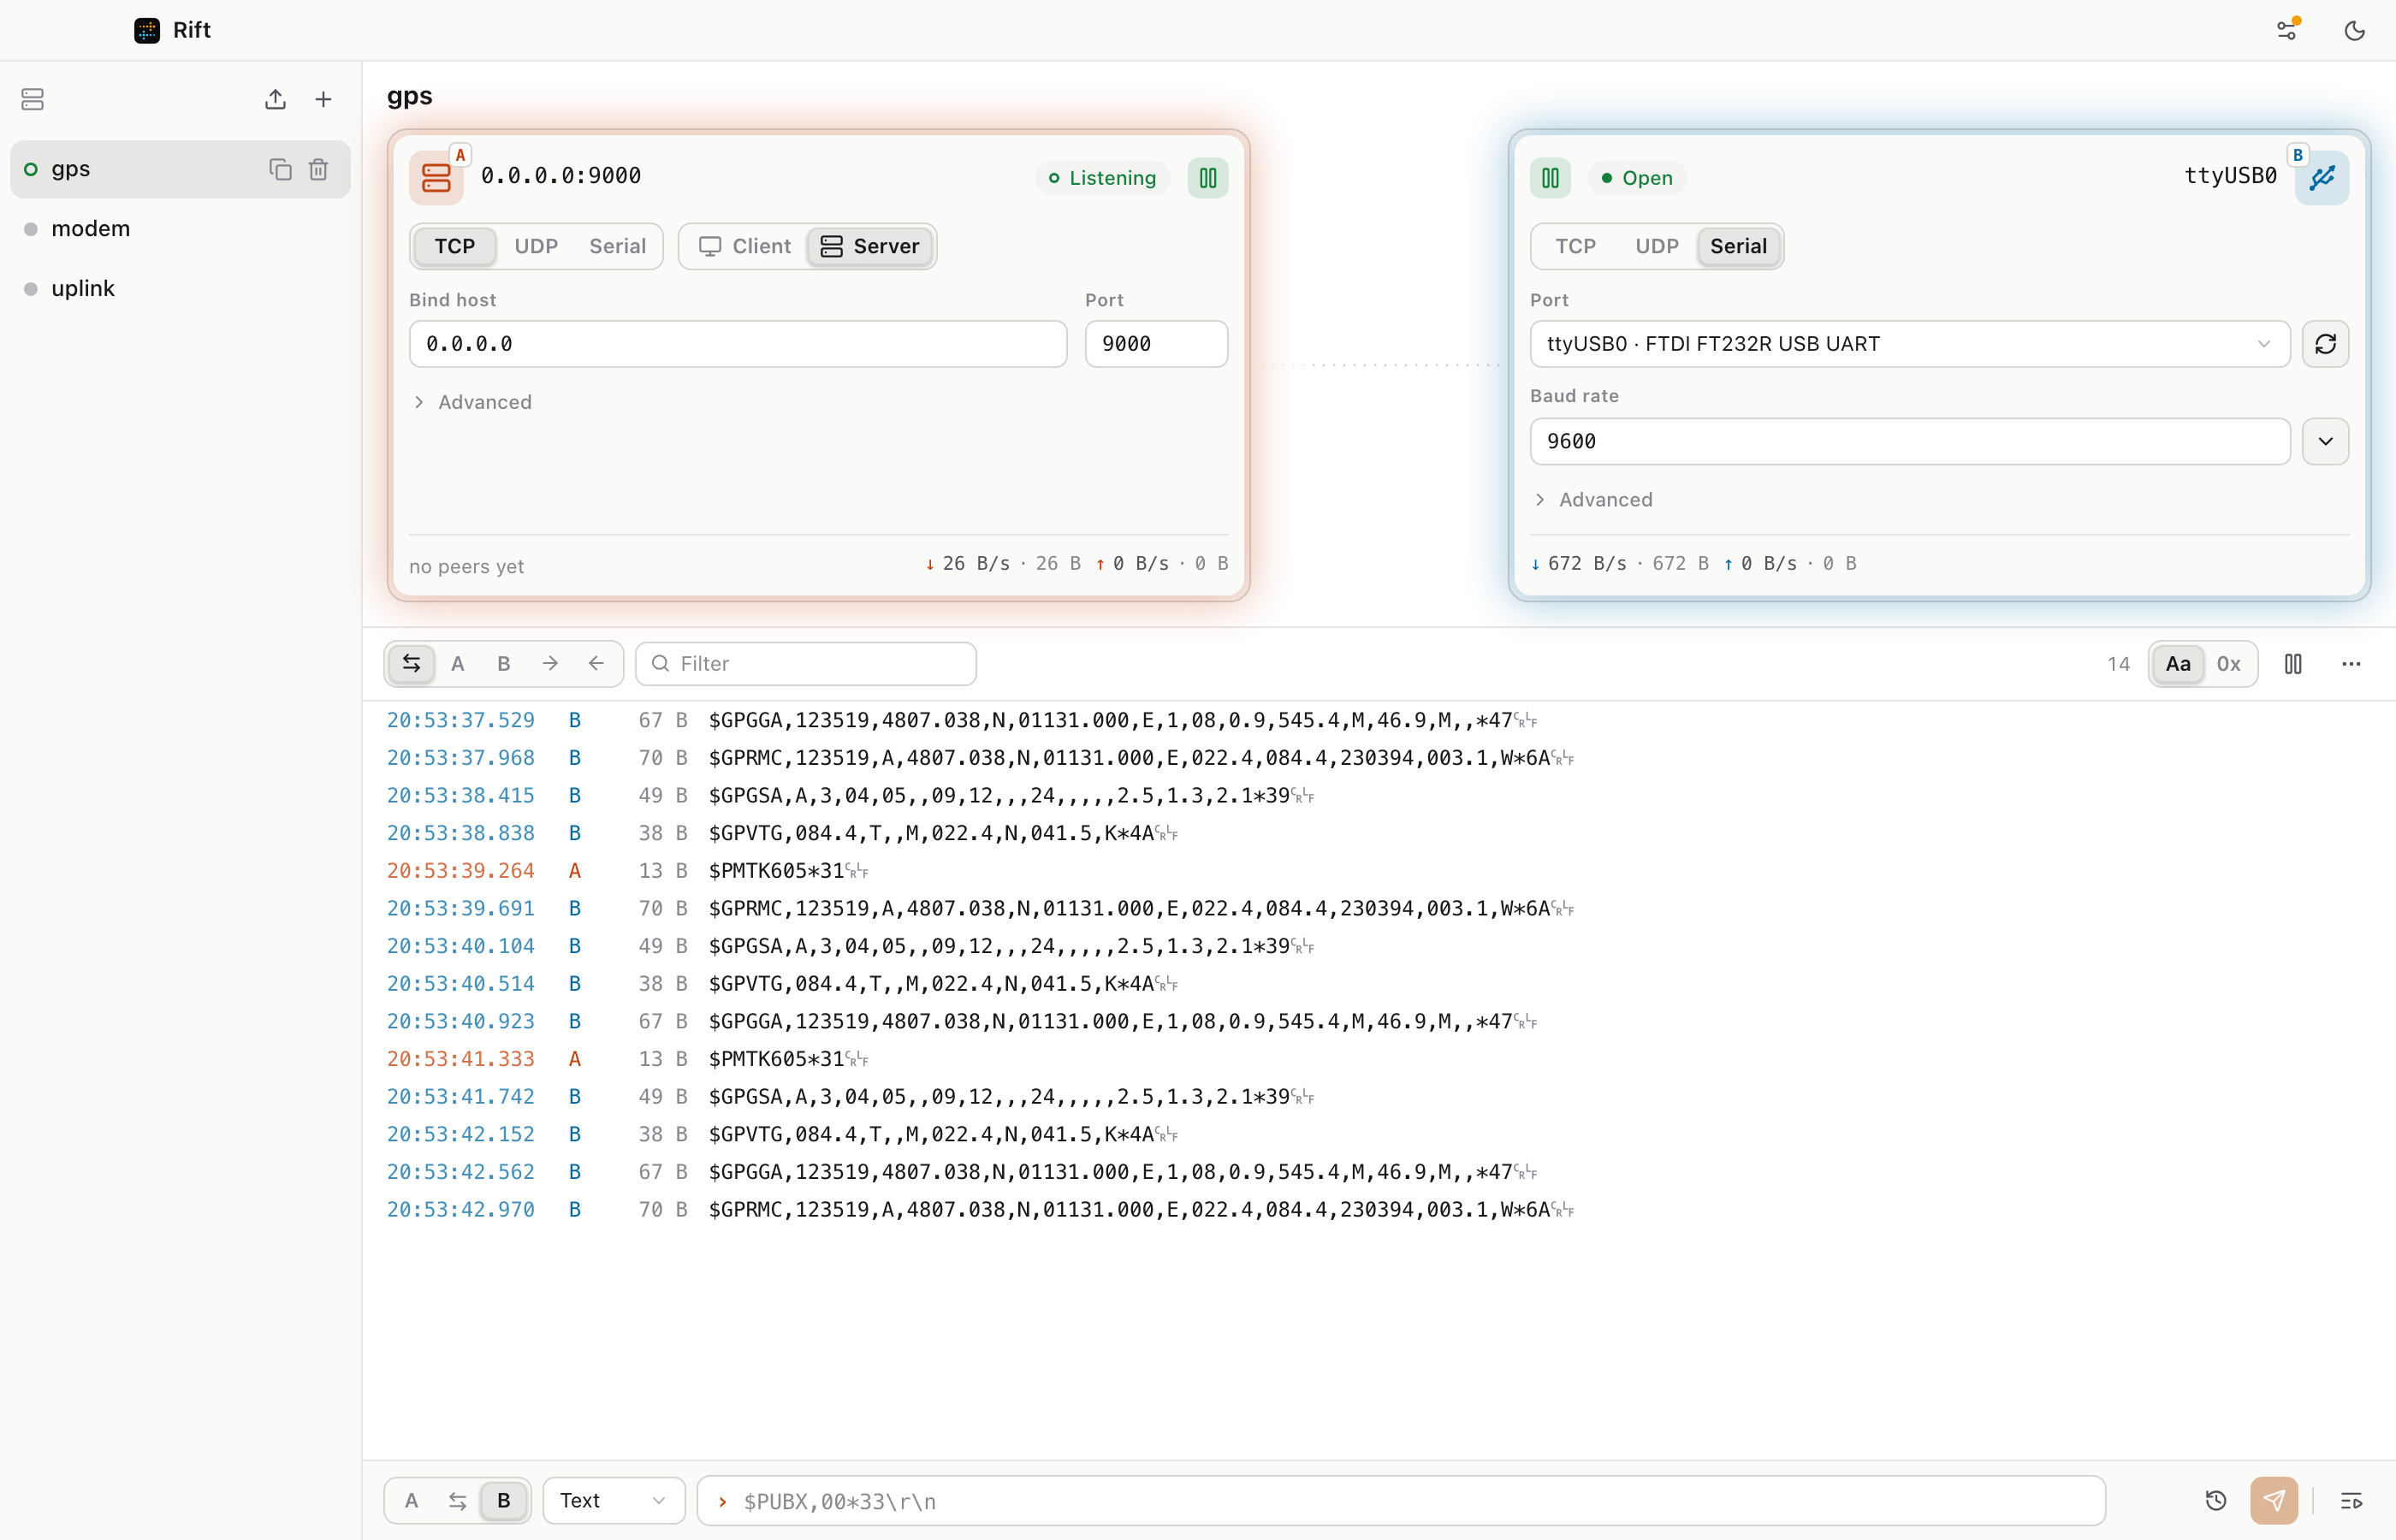 Rift
gps
modem
uplink
gps
A
0.0.0.0:9000
Listening
TCP UDP Serial Client Server
Bind host Port
0.0.0.0 9000
Advanced
no peers yet ↓ 26 B/s · 26 B ↑ 0 B/s · 0 B
Open
ttyUSB0
B
TCP UDP Serial
Port
ttyUSB0 · FTDI FT232R USB UART
Baud rate
9600
Advanced
↓ 672 B/s · 672 B ↑ 0 B/s · 0 B
A B Filter 14 Aa 0x
20:53:37.529 B 67 B $GPGGA,123519,4807.038,N,01131.000,E,1,08,0.9,545.4,M,46.9,M,,*47␍␊
20:53:37.968 B 70 B $GPRMC,123519,A,4807.038,N,01131.000,E,022.4,084.4,230394,003.1,W*6A␍␊
20:53:38.415 B 49 B $GPGSA,A,3,04,05,,09,12,,,24,,,,,2.5,1.3,2.1*39␍␊
20:53:38.838 B 38 B $GPVTG,084.4,T,,M,022.4,N,041.5,K*4A␍␊
20:53:39.264 A 13 B $PMTK605*31␍␊
20:53:39.691 B 70 B $GPRMC,123519,A,4807.038,N,01131.000,E,022.4,084.4,230394,003.1,W*6A␍␊
20:53:40.104 B 49 B $GPGSA,A,3,04,05,,09,12,,,24,,,,,2.5,1.3,2.1*39␍␊
20:53:40.514 B 38 B $GPVTG,084.4,T,,M,022.4,N,041.5,K*4A␍␊
20:53:40.923 B 67 B $GPGGA,123519,4807.038,N,01131.000,E,1,08,0.9,545.4,M,46.9,M,,*47␍␊
20:53:41.333 A 13 B $PMTK605*31␍␊
20:53:41.742 B 49 B $GPGSA,A,3,04,05,,09,12,,,24,,,,,2.5,1.3,2.1*39␍␊
20:53:42.152 B 38 B $GPVTG,084.4,T,,M,022.4,N,041.5,K*4A␍␊
20:53:42.562 B 67 B $GPGGA,123519,4807.038,N,01131.000,E,1,08,0.9,545.4,M,46.9,M,,*47␍␊
20:53:42.970 B 70 B $GPRMC,123519,A,4807.038,N,01131.000,E,022.4,084.4,230394,003.1,W*6A␍␊
A B Text › $PUBX,00*33\r\n